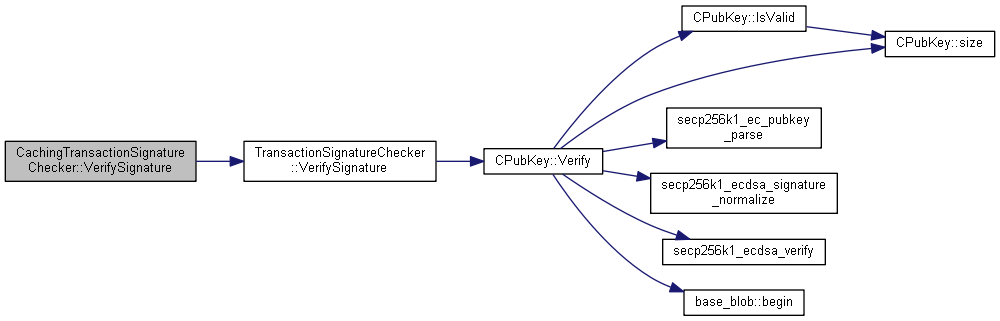 CachingTransactionSignature
Checker::VerifySignature
TransactionSignatureChecker
::VerifySignature
CPubKey::Verify
CPubKey::IsValid
CPubKey::size
secp256k1_ec_pubkey
_parse
secp256k1_ecdsa_signature
_normalize
secp256k1_ecdsa_verify
base_blob::begin